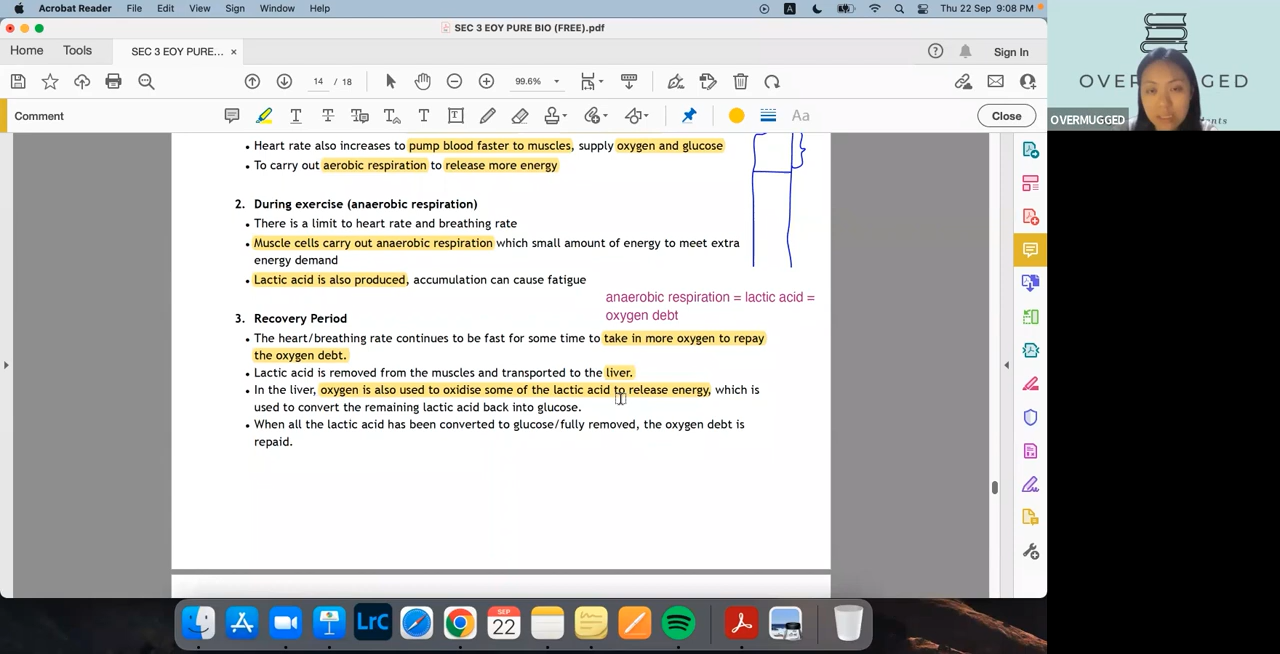 Acrobat Reader File Edit View Sign Window Help A Thu 22 Sep 9:08 PM
SEC 3 EOY PURE BIO (FREE).pdf
Home Tools SEC 3 EOY PURE... × ? Sign In
14 / 18 99.6%
Comment T T T T Aa Close
• Heart rate also increases to pump blood faster to muscles, supply oxygen and glucose
• To carry out aerobic respiration to release more energy
2. During exercise (anaerobic respiration)
• There is a limit to heart rate and breathing rate
• Muscle cells carry out anaerobic respiration which small amount of energy to meet extra
energy demand
• Lactic acid is also produced, accumulation can cause fatigue
anaerobic respiration = lactic acid =
oxygen debt
3. Recovery Period
• The heart/breathing rate continues to be fast for some time to take in more oxygen to repay
the oxygen debt.
• Lactic acid is removed from the muscles and transported to the liver.
• In the liver, oxygen is also used to oxidise some of the lactic acid to release energy, which is
used to convert the remaining lactic acid back into glucose.
• When all the lactic acid has been converted to glucose/fully removed, the oxygen debt is
repaid.
LrC
SEP
22
OVER GGED
OVERMUGGED